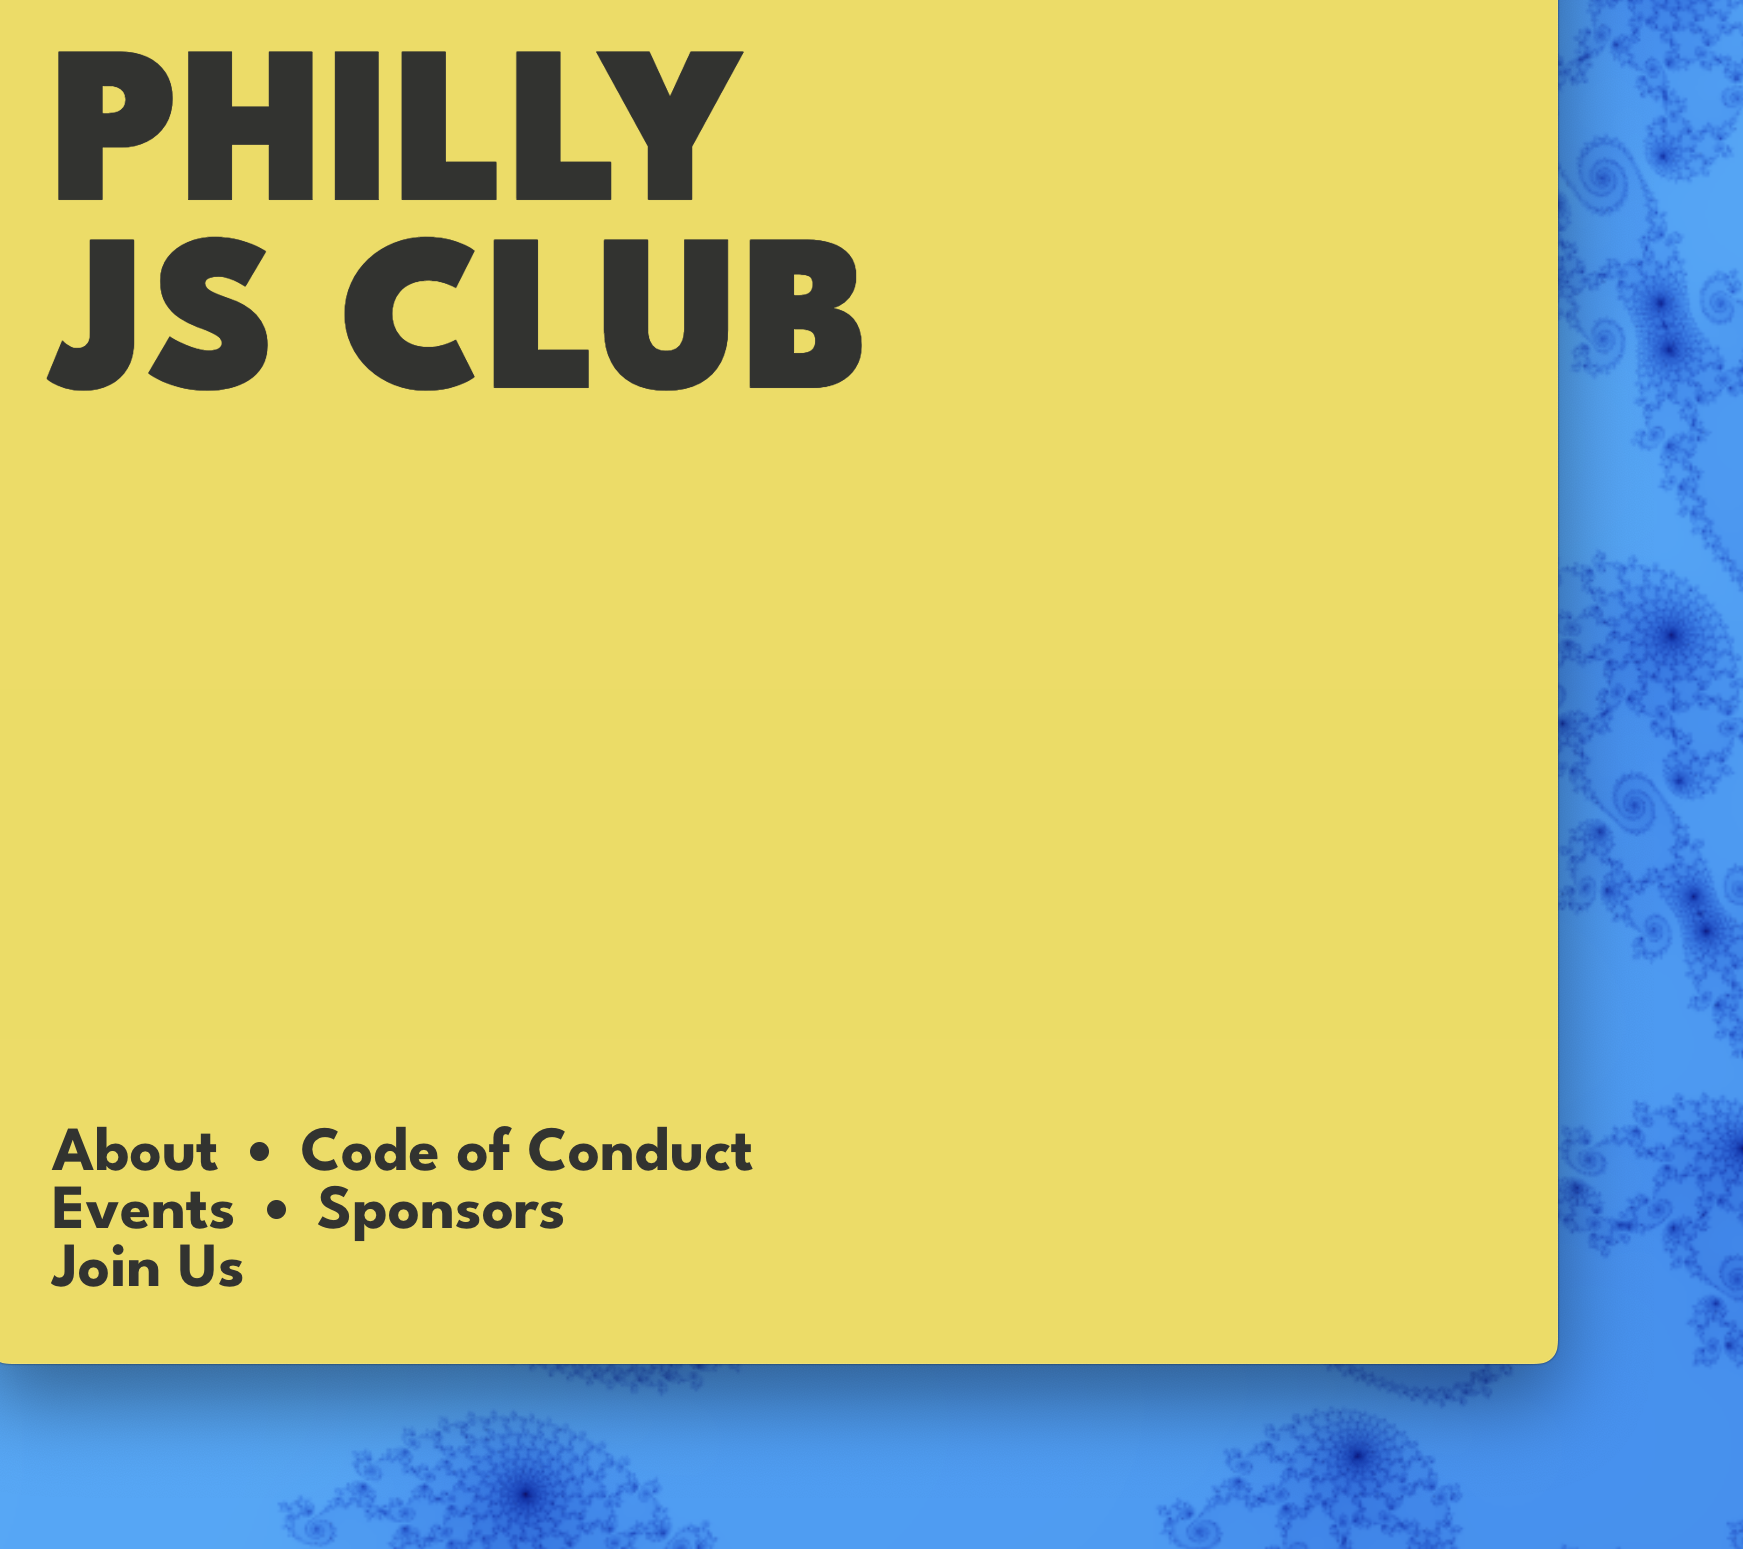 PHILLY
JS CLUB
About • Code of Conduct
Events • Sponsors
Join Us